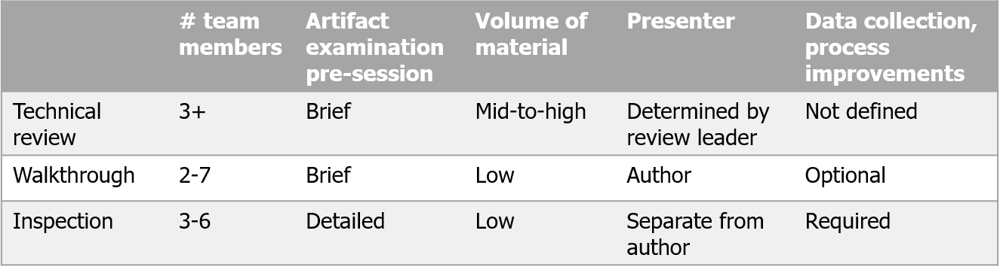 # team members Artifact examination pre-session Volume of material Presenter Data collection, process improvements
Technical review 3+ Brief Mid-to-high Determined by review leader Not defined
Walkthrough 2-7 Brief Low Author Optional
Inspection 3-6 Detailed Low Separate from author Required